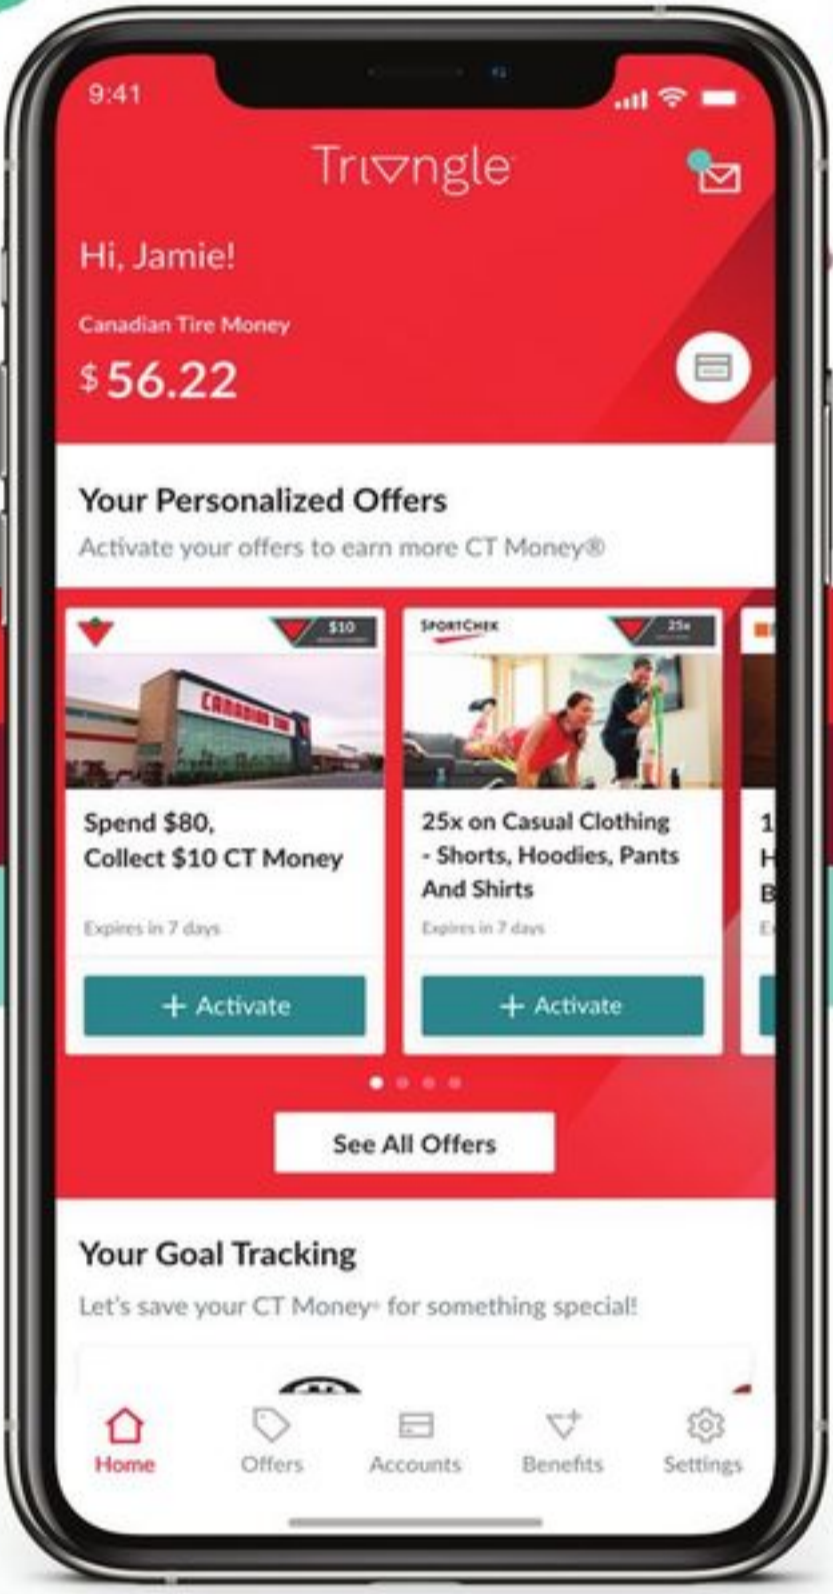 9:41
Triangle
Hi, Jamie!
Canadian Tire Money
$56.22
Your Personalized Offers
Activate your offers to earn more CT Money®
$10
SPORTCHEK
25x
CANADIAN TIRE
Spend $80,
Collect $10 CT Money
Expires in 7 days
+ Activate
25x on Casual Clothing
- Shorts, Hoodies, Pants
And Shirts
Expires in 7 days
+ Activate
1
H
B
E
See All Offers
Your Goal Tracking
Let's save your CT Money® for something special!
Home
Offers
Accounts
Benefits
Settings